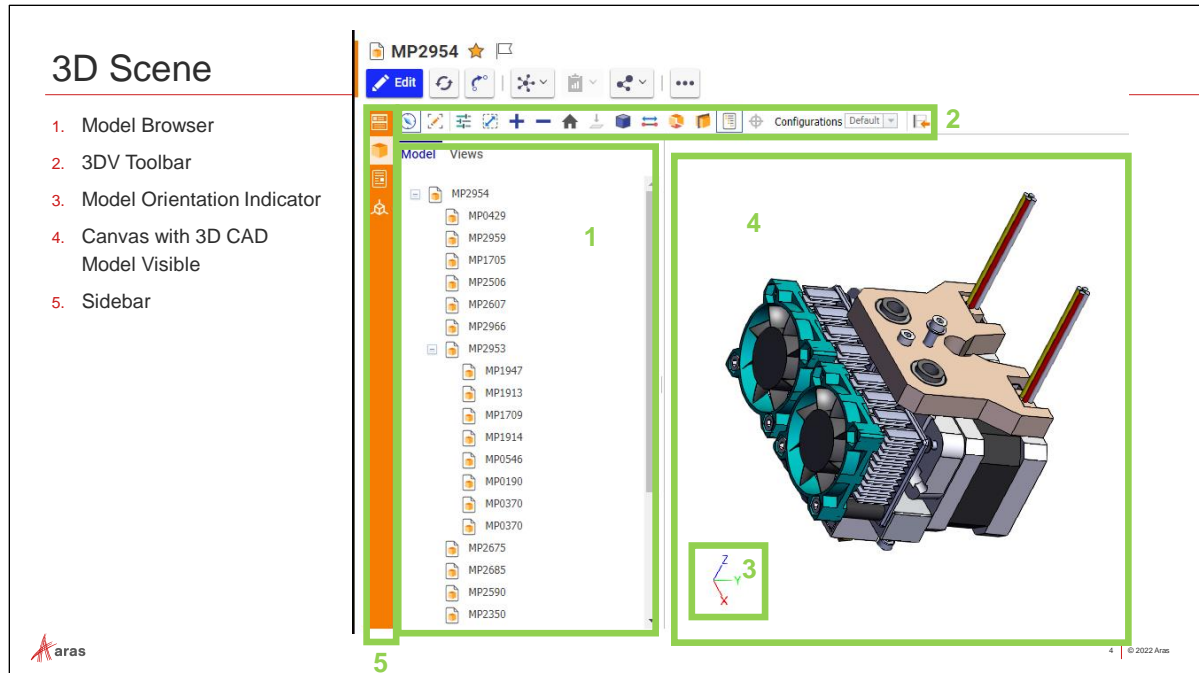 3D Scene
1. Model Browser
2. 3DV Toolbar
3. Model Orientation Indicator
4. Canvas with 3D CAD
Model Visible
5. Sidebar
MP2954
Edit
Configurations Default
2
Model Views
MP2954
MP0429
MP2959
MP1705
MP2506
MP2607
MP2966
MP2953
MP1947
MP1913
MP1709
MP1914
MP0546
MP0190
MP0370
MP0370
MP2675
MP2685
MP2590
MP2350
1
4
Z
Y
X
3
5
aras
4 © 2022 Aras